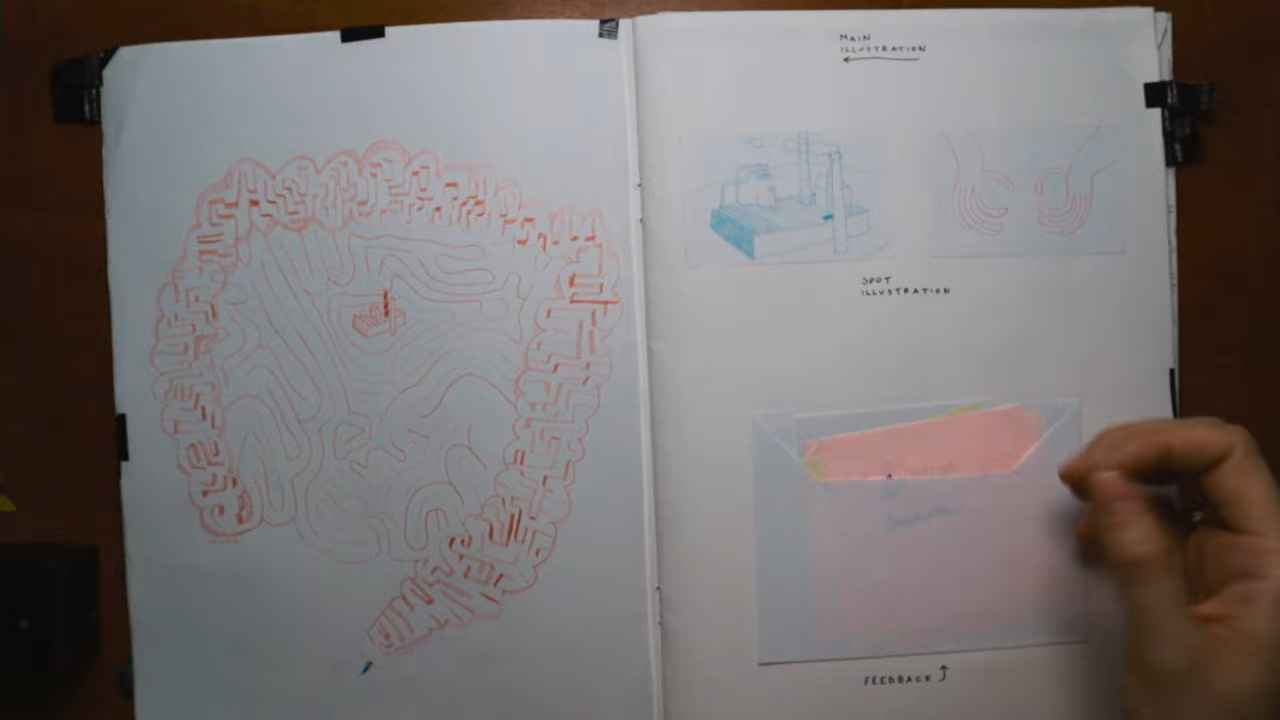 MAIN
ILLUSTRATION
SPOT
ILLUSTRATION
FEEDBACK